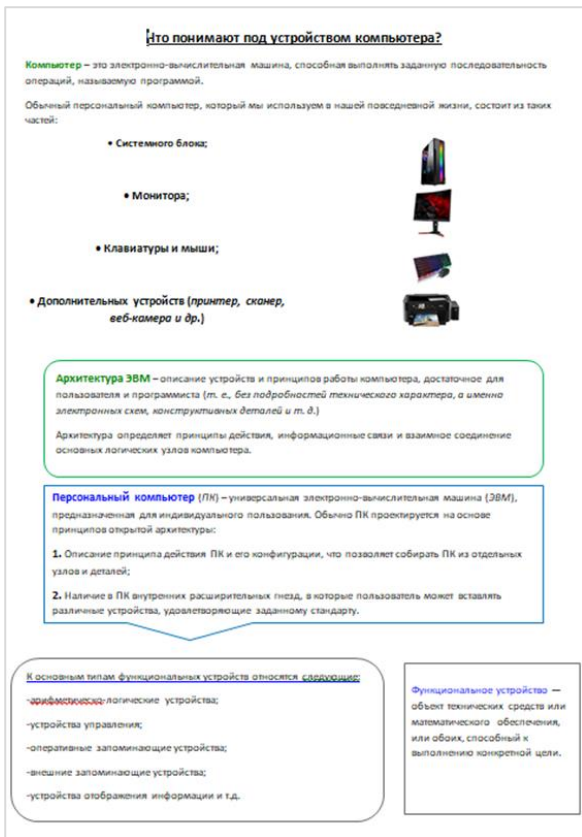 Что понимают под устройством компьютера?
Компьютер – это электронно-вычислительная машина, способная выполнять заданную последовательность
операций, называемую программой.
Обычный персональный компьютер, который мы используем в нашей повседневной жизни, состоит из таких
частей:
• Системного блока;
• Монитора;
• Клавиатуры и мыши;
• Дополнительных устройств (принтер, сканер,
веб-камера и др.)
Архитектура ЭВМ – описание устройств и принципов работы компьютера, достаточное для
пользователя и программиста (т. е., без подробностей технического характера, а именно
электронных схем, конструктивных деталей и т. д.)
Архитектура определяет принципы действия, информационные связи и взаимное соединение
основных логических узлов компьютера.
Персональный компьютер (ПК) – универсальная электронно-вычислительная машина (ЭВМ),
предназначенная для индивидуального пользования. Обычно ПК проектируется на основе
принципов открытой архитектуры:
1. Описание принципа действия ПК и его конфигурации, что позволяет собирать ПК из отдельных
узлов и деталей;
2. Наличие в ПК внутренних расширительных гнезд, в которые пользователь может вставлять
различные устройства, удовлетворяющие заданному стандарту.
К основным типам функциональных устройств относятся следующие:
-арифметическо-логические устройства;
-устройства управления;
-оперативные запоминающие устройства;
-внешние запоминающие устройства;
-устройства отображения информации и т.д.
Функциональное устройство —
объект технических средств или
математического обеспечения,
или обоих, способный к
выполнению конкретной цели.